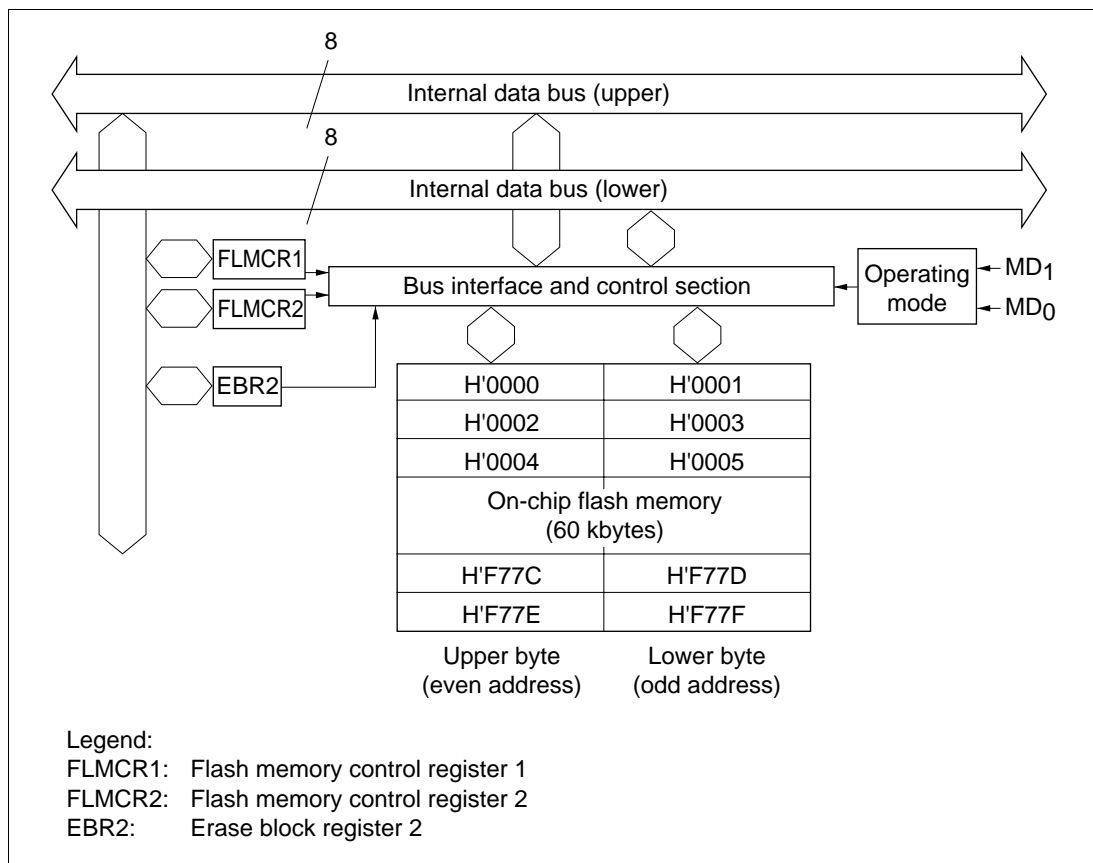 8
Internal data bus (upper)
8
Internal data bus (lower)
FLMCR1
FLMCR2
Bus interface and control section
Operating
mode
MD1
MD0
EBR2
H'0000 H'0001
H'0002 H'0003
H'0004 H'0005
On-chip flash memory
(60 kbytes)
H'F77C H'F77D
H'F77E H'F77F
Upper byte
(even address)
Lower byte
(odd address)
Legend:
FLMCR1: Flash memory control register 1
FLMCR2: Flash memory control register 2
EBR2: Erase block register 2